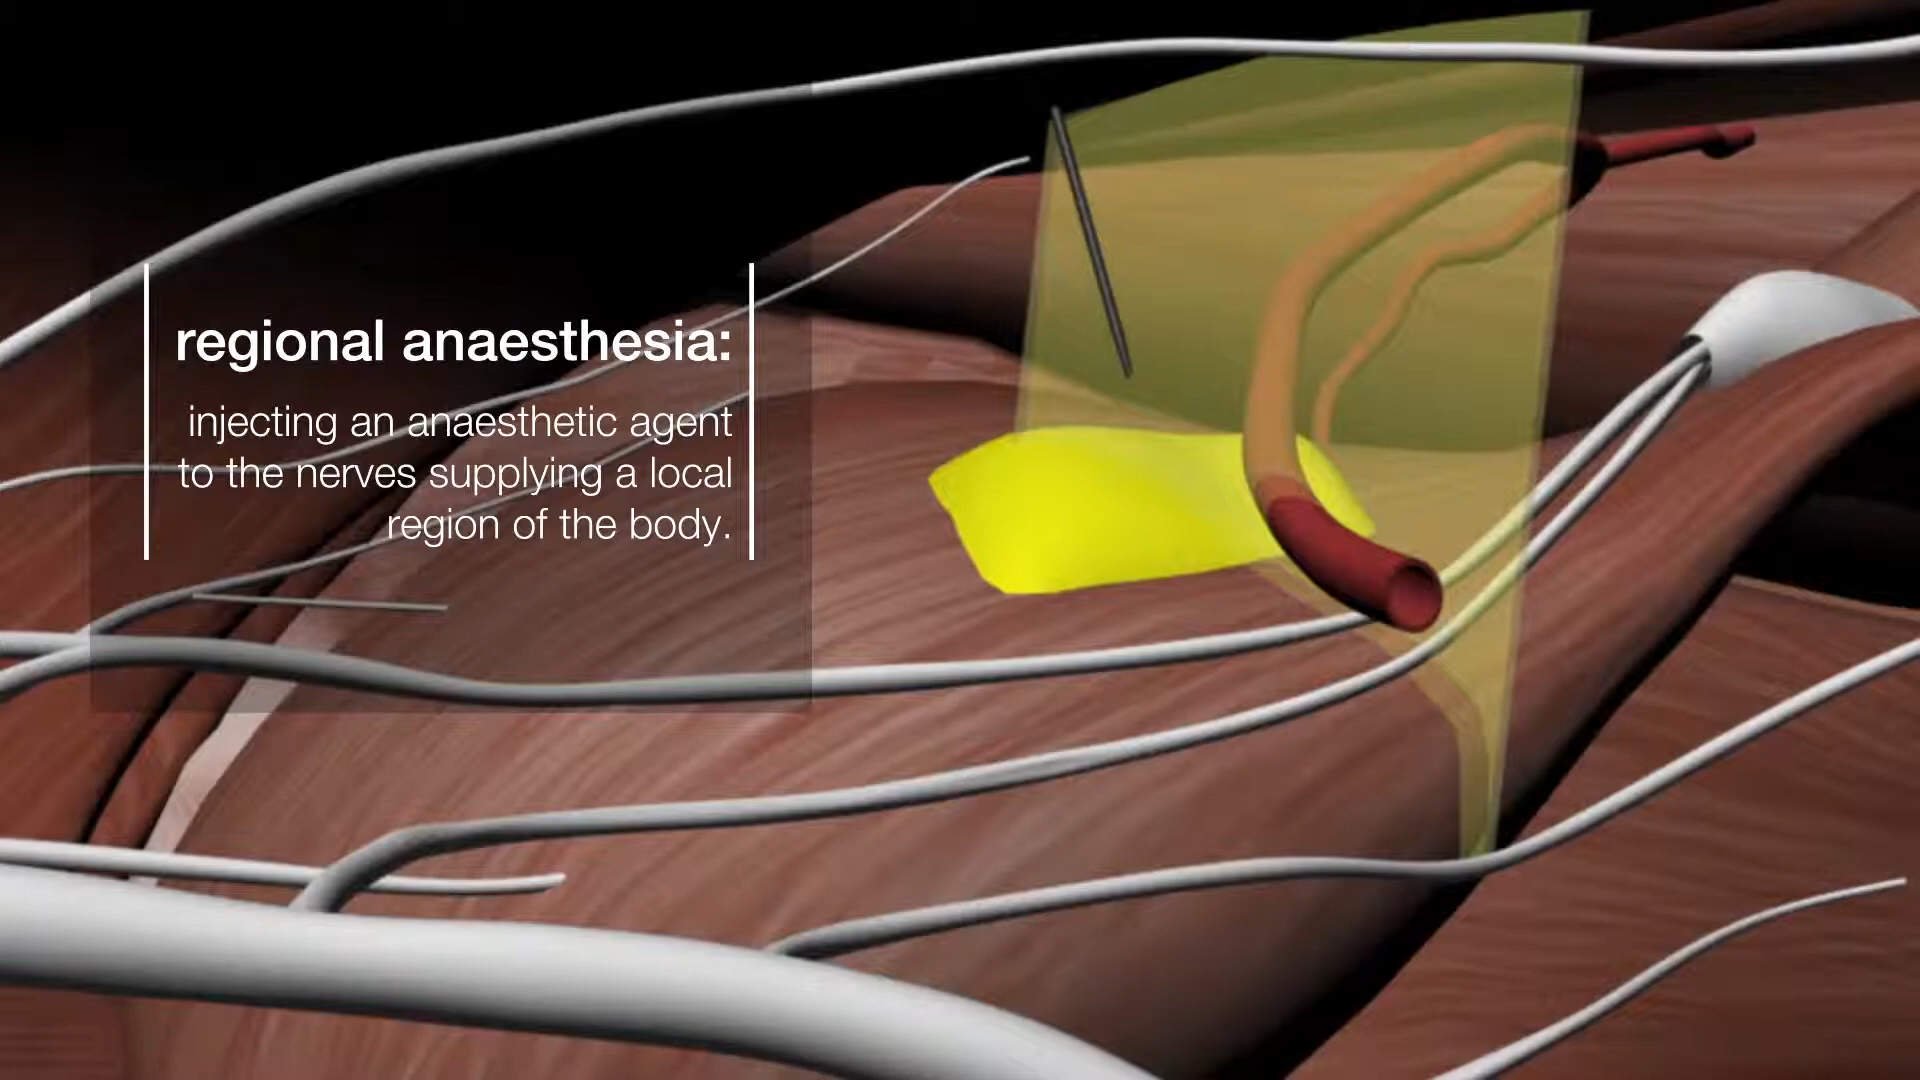 regional anaesthesia:
injecting an anaesthetic agent
to the nerves supplying a local
region of the body.